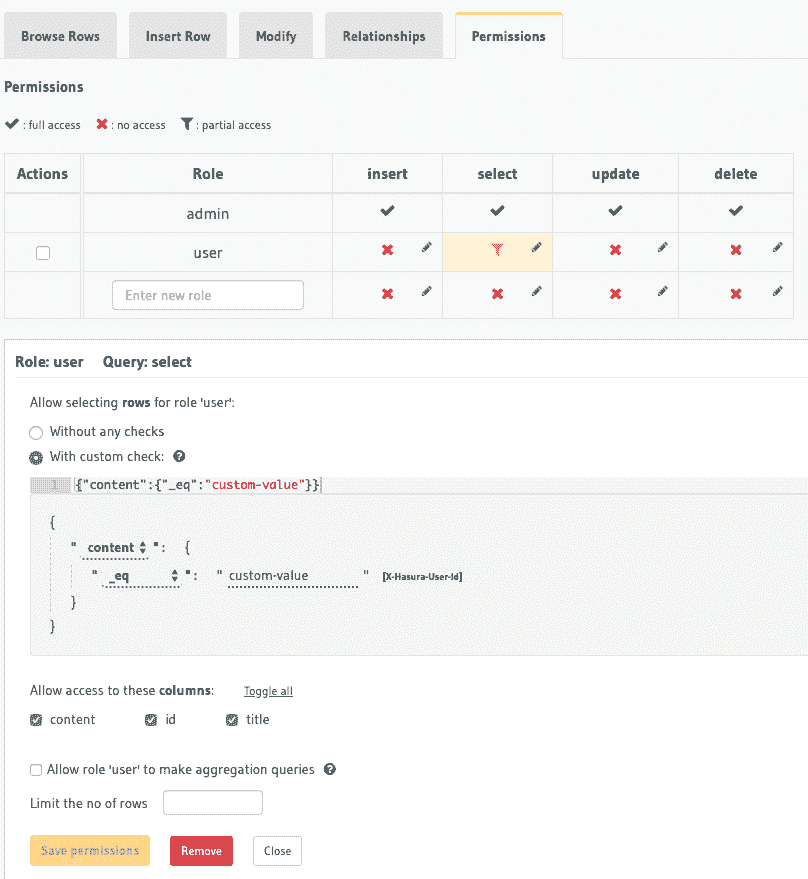 Browse Rows Insert Row Modify Relationships Permissions
Permissions
: full access : no access : partial access
Actions Role insert select update delete
admin
user
Enter new role
Role: user Query: select
Allow selecting rows for role 'user':
Without any checks
With custom check: ?
1 {"content":{"_eq":"custom-value"}}
{
" content " : {
" _eq " : " custom-value " [X-Hasura-User-Id]
}
}
Allow access to these columns: Toggle all
content id title
Allow role 'user' to make aggregation queries ?
Limit the no of rows
Save permissions Remove Close